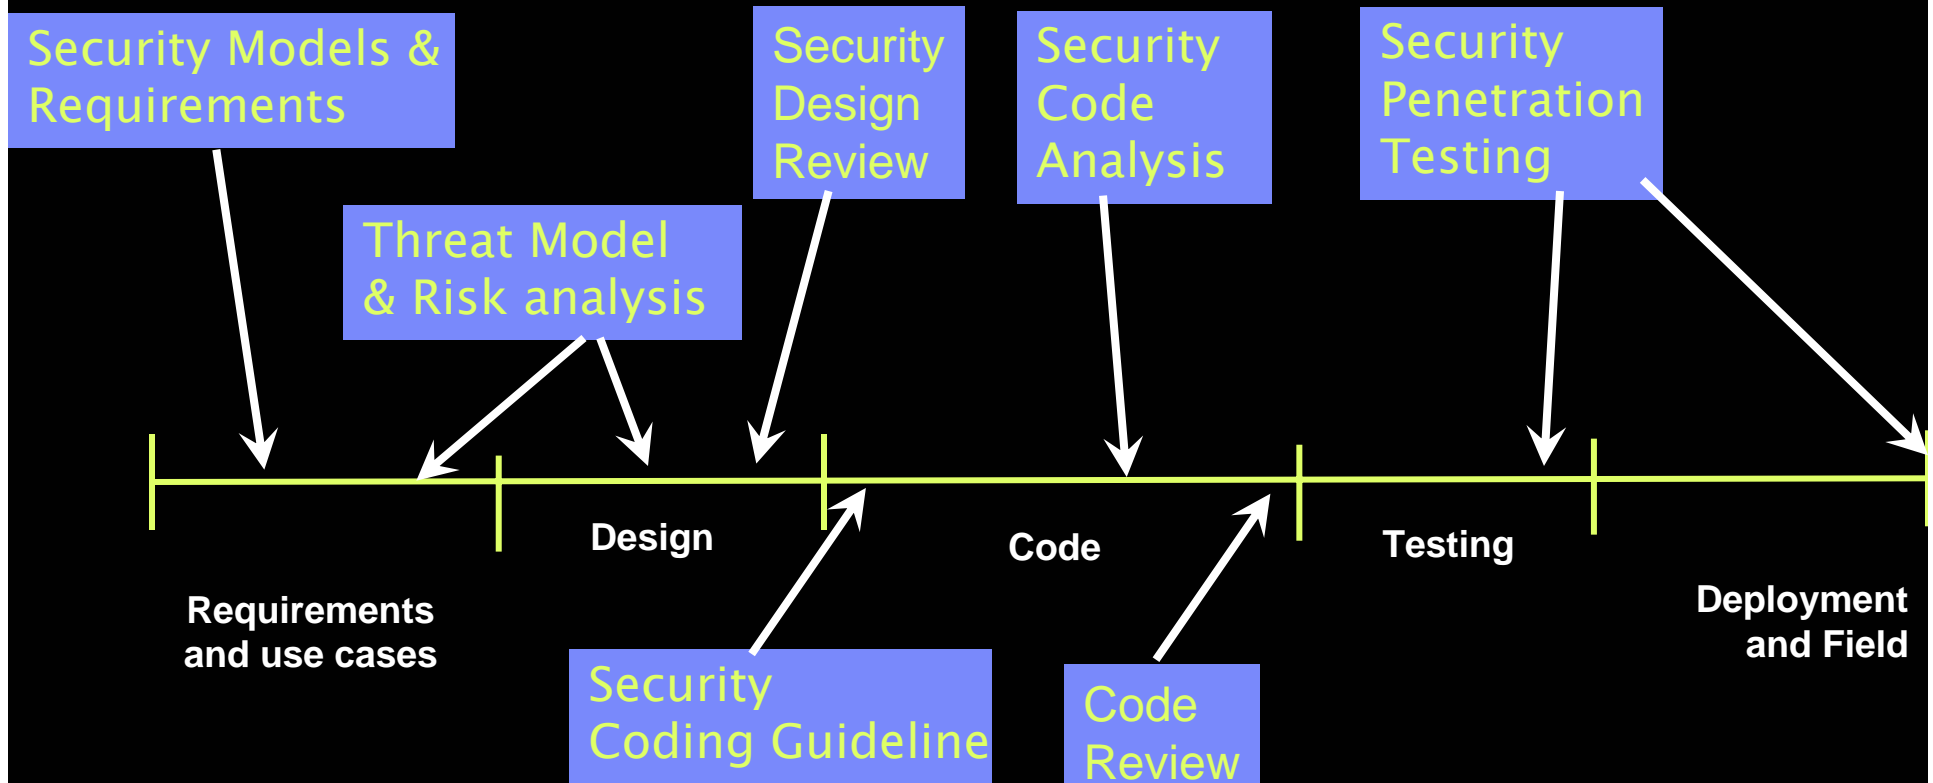 Security Models &
Requirements
Threat Model
& Risk analysis
Security
Design
Review
Security
Code
Analysis
Security
Penetration
Testing
Requirements
and use cases
Design
Code
Testing
Deployment
and Field
Security
Coding Guideline
Code
Review